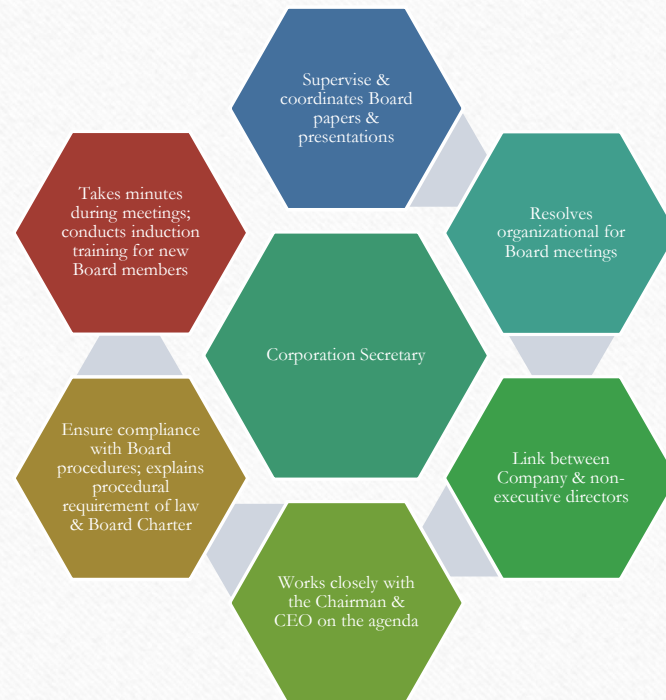 Supervise &
coordinates Board
papers &
presentations
Takes minutes
during meetings;
conducts induction
training for new
Board members
Resolves
organizational for
Board meetings
Corporation Secretary
Ensure compliance
with Board
procedures; explains
procedural
requirement of law
& Board Charter
Link between
Company & non-
executive directors
Works closely with
the Chairman &
CEO on the agenda